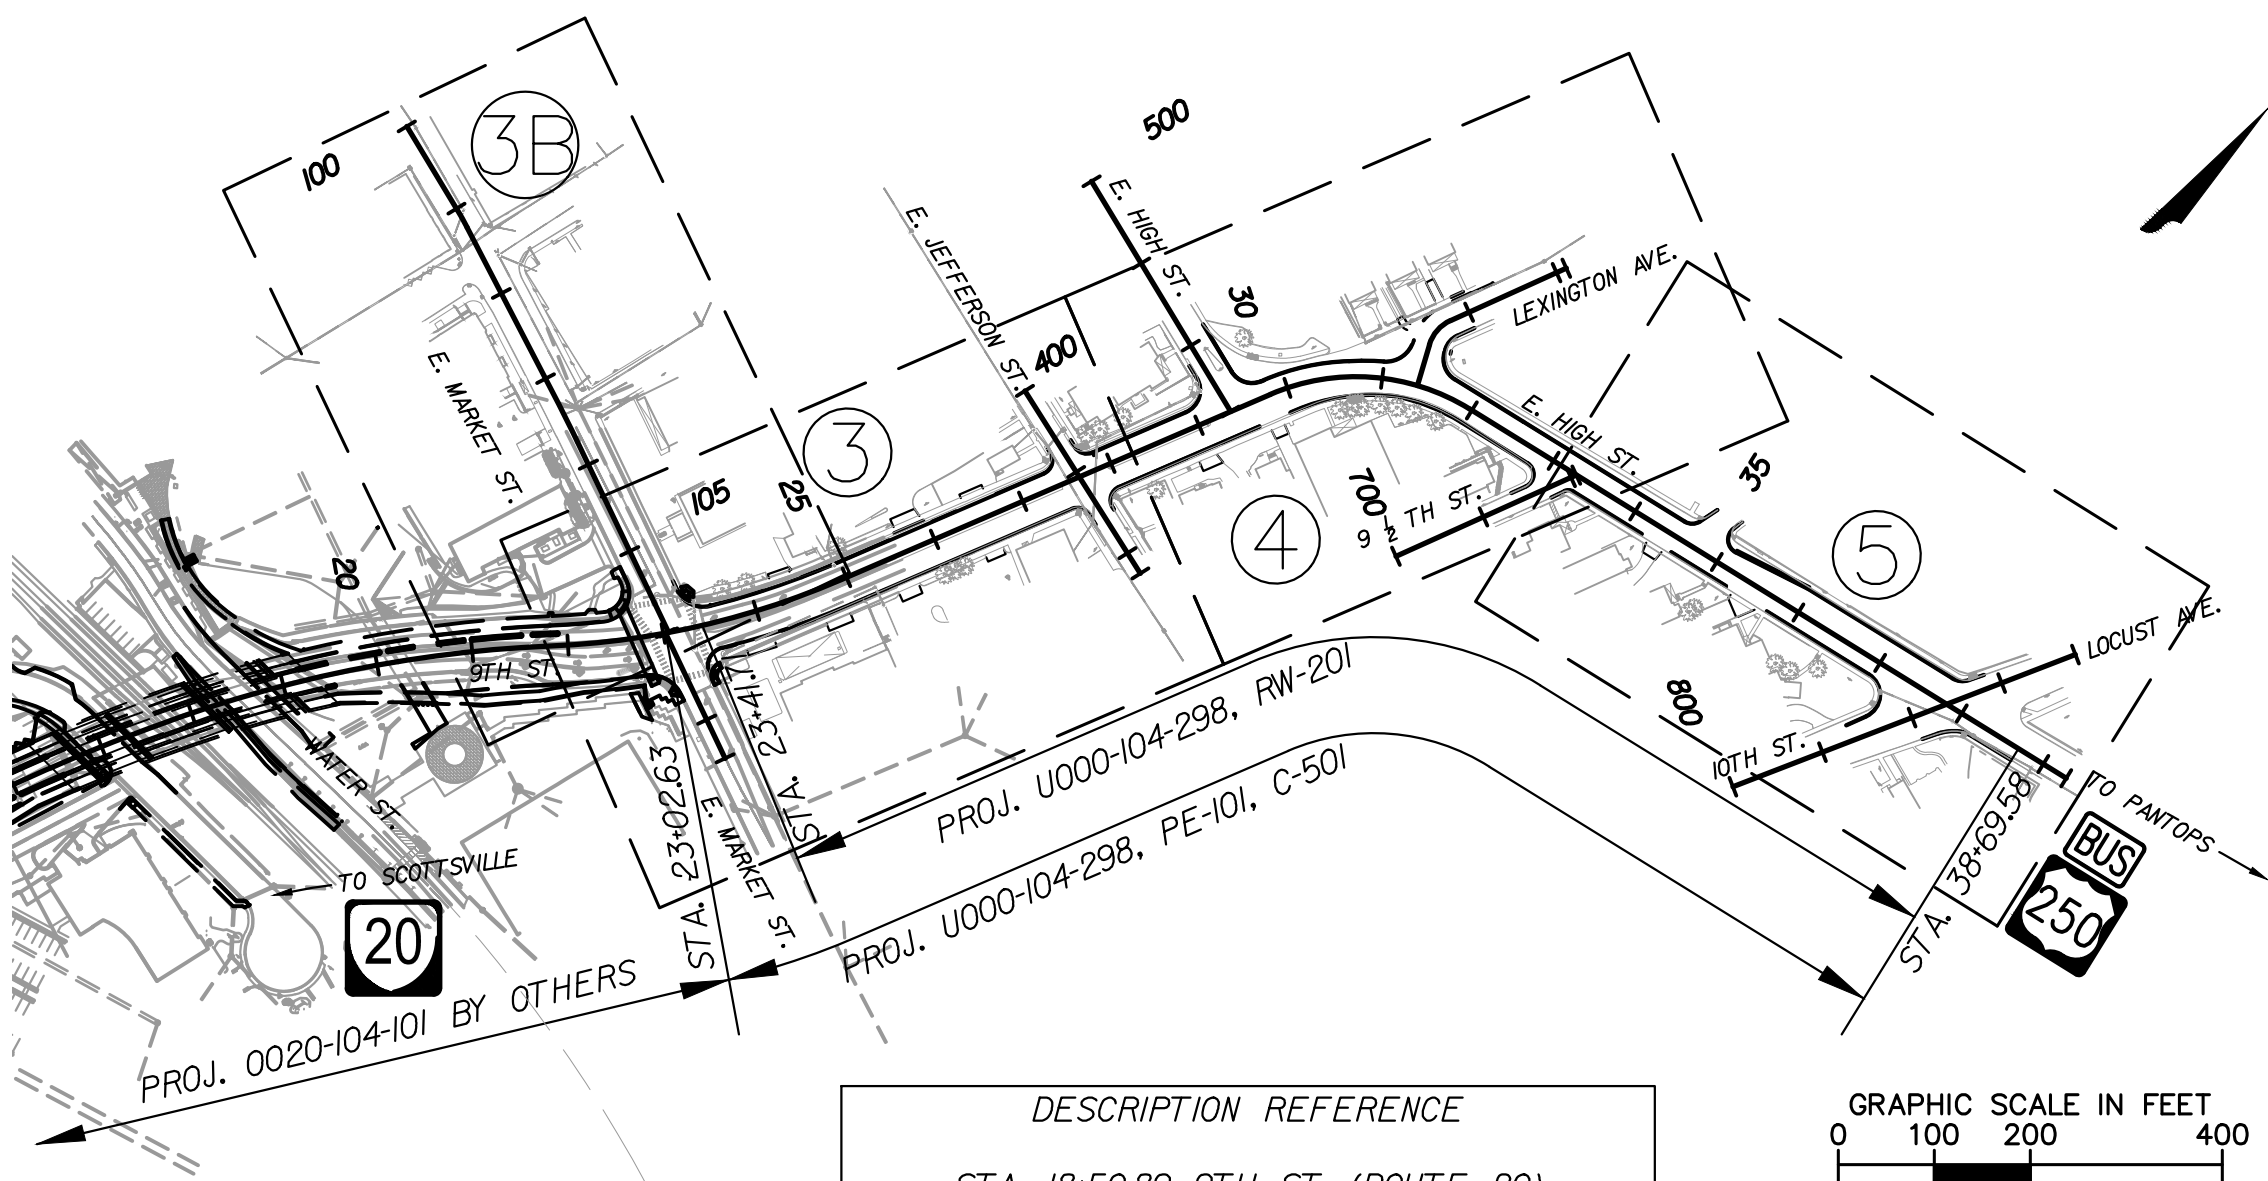 3B
100
500
E. HIGH ST.
E. JEFFERSON ST.
30
LEXINGTON AVE.
400
E. MARKET ST.
3
105
25
E. HIGH ST.
35
700
9 1/2 TH ST.
4
5
20
9TH ST.
LOCUST AVE.
800
10TH ST.
WATER ST.
STA. 23+14.71
STA. 23+02.63
E. MARKET ST.
PROJ. U000-104-298, RW-201
PROJ. U000-104-298, PE-101, C-501
TO PANTOPS
BUS
250
STA. 38+69.58
TO SCOTTSVILLE
20
PROJ. 0020-104-101 BY OTHERS
DESCRIPTION REFERENCE
GRAPHIC SCALE IN FEET
0 100 200 400